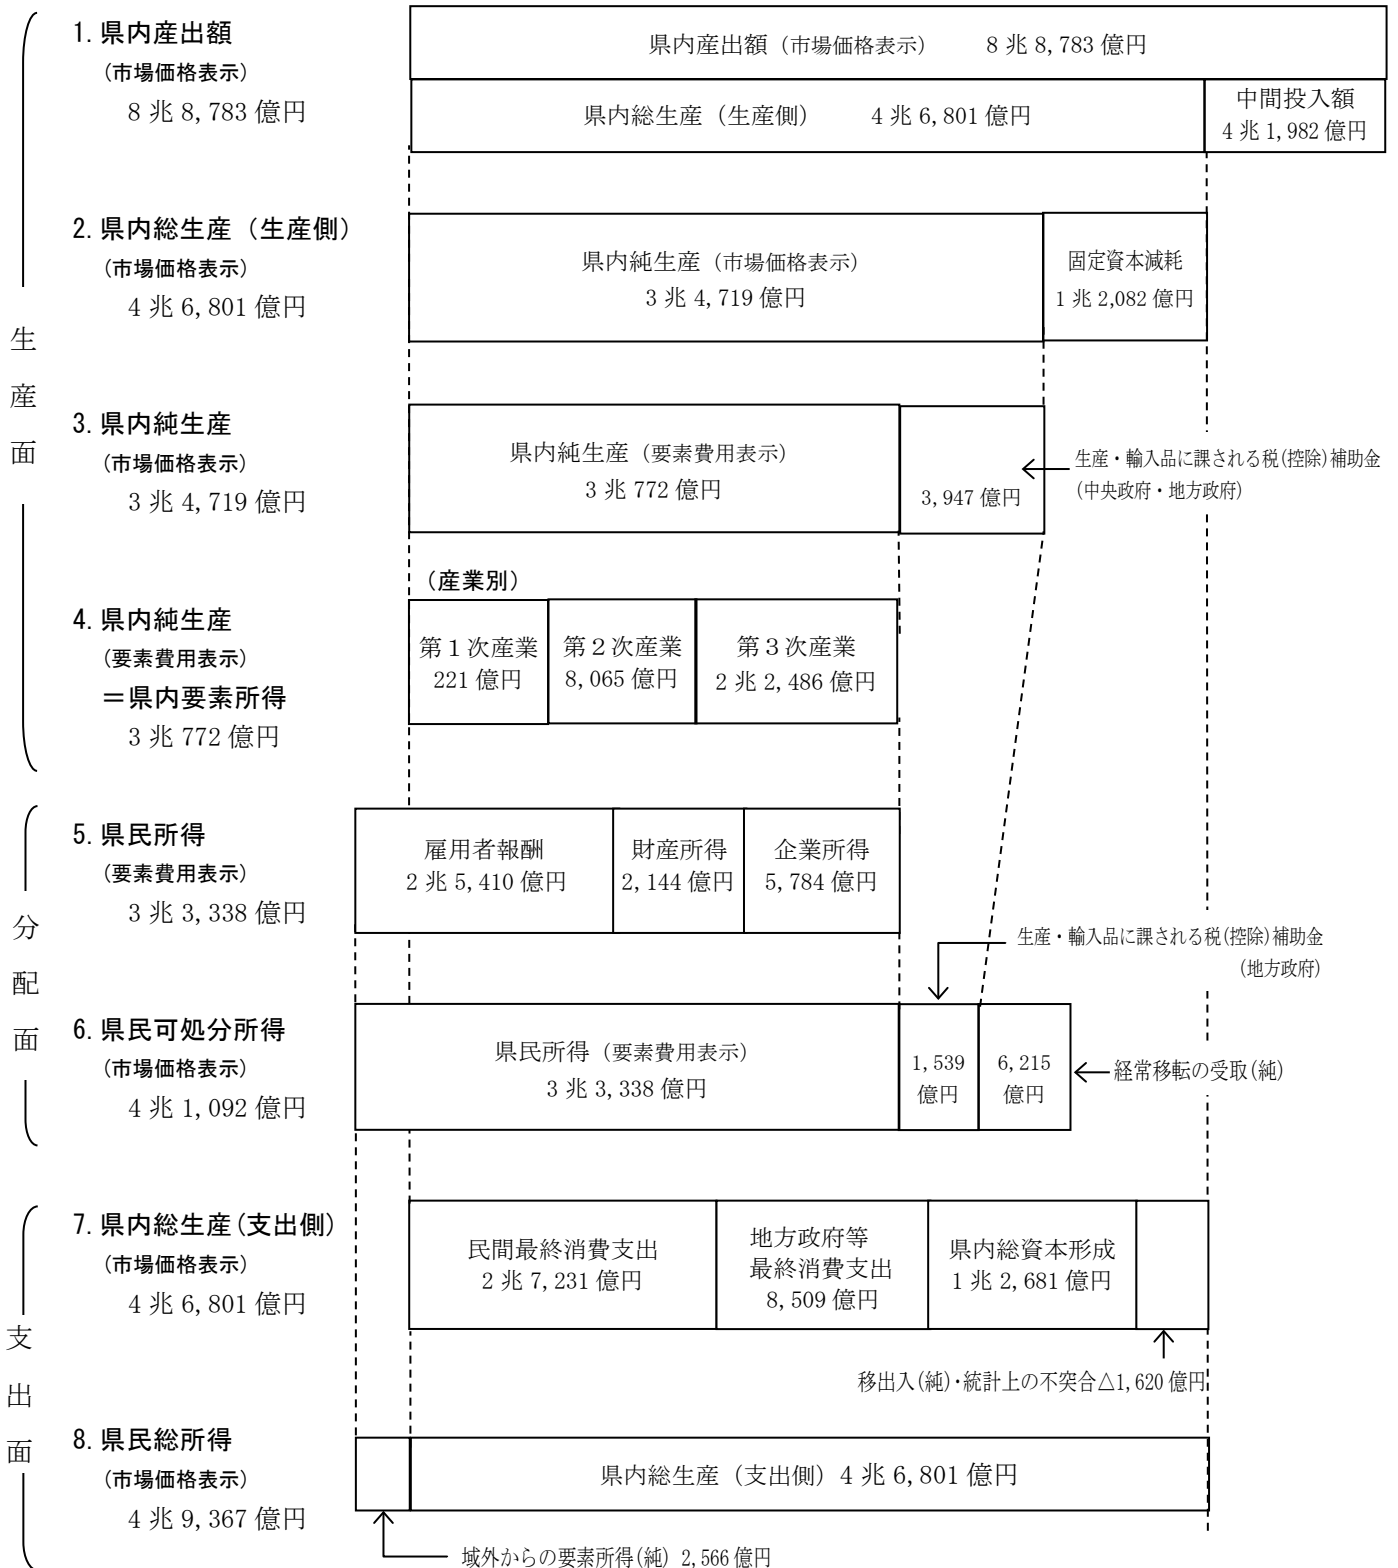 1. 県内産出額
(市場価格表示)
8 兆 8,783 億円
県内産出額（市場価格表示）　8 兆 8,783 億円
県内総生産（生産側）　4 兆 6,801 億円
中間投入額
4 兆 1,982 億円
2. 県内総生産（生産側）
(市場価格表示)
4 兆 6,801 億円
県内純生産（市場価格表示）
3 兆 4,719 億円
固定資本減耗
1 兆 2,082 億円
生産面
3. 県内純生産
(市場価格表示)
3 兆 4,719 億円
県内純生産（要素費用表示）
3 兆 772 億円
3,947 億円
生産・輸入品に課される税(控除)補助金
(中央政府・地方政府)
(産業別)
4. 県内純生産
(要素費用表示)
＝県内要素所得
3 兆 772 億円
第１次産業
221 億円
第２次産業
8,065 億円
第３次産業
2 兆 2,486 億円
5. 県民所得
(要素費用表示)
3 兆 3,338 億円
雇用者報酬
2 兆 5,410 億円
財産所得
2,144 億円
企業所得
5,784 億円
分配面
生産・輸入品に課される税(控除)補助金
(地方政府)
6. 県民可処分所得
(市場価格表示)
4 兆 1,092 億円
県民所得（要素費用表示）
3 兆 3,338 億円
1,539
億円
6,215
億円
経常移転の受取(純)
7. 県内総生産(支出側)
(市場価格表示)
4 兆 6,801 億円
民間最終消費支出
2 兆 7,231 億円
地方政府等
最終消費支出
8,509 億円
県内総資本形成
1 兆 2,681 億円
移出入(純)・統計上の不突合△1,620 億円
支出面
8. 県民総所得
(市場価格表示)
4 兆 9,367 億円
県内総生産（支出側）4 兆 6,801 億円
域外からの要素所得(純) 2,566 億円